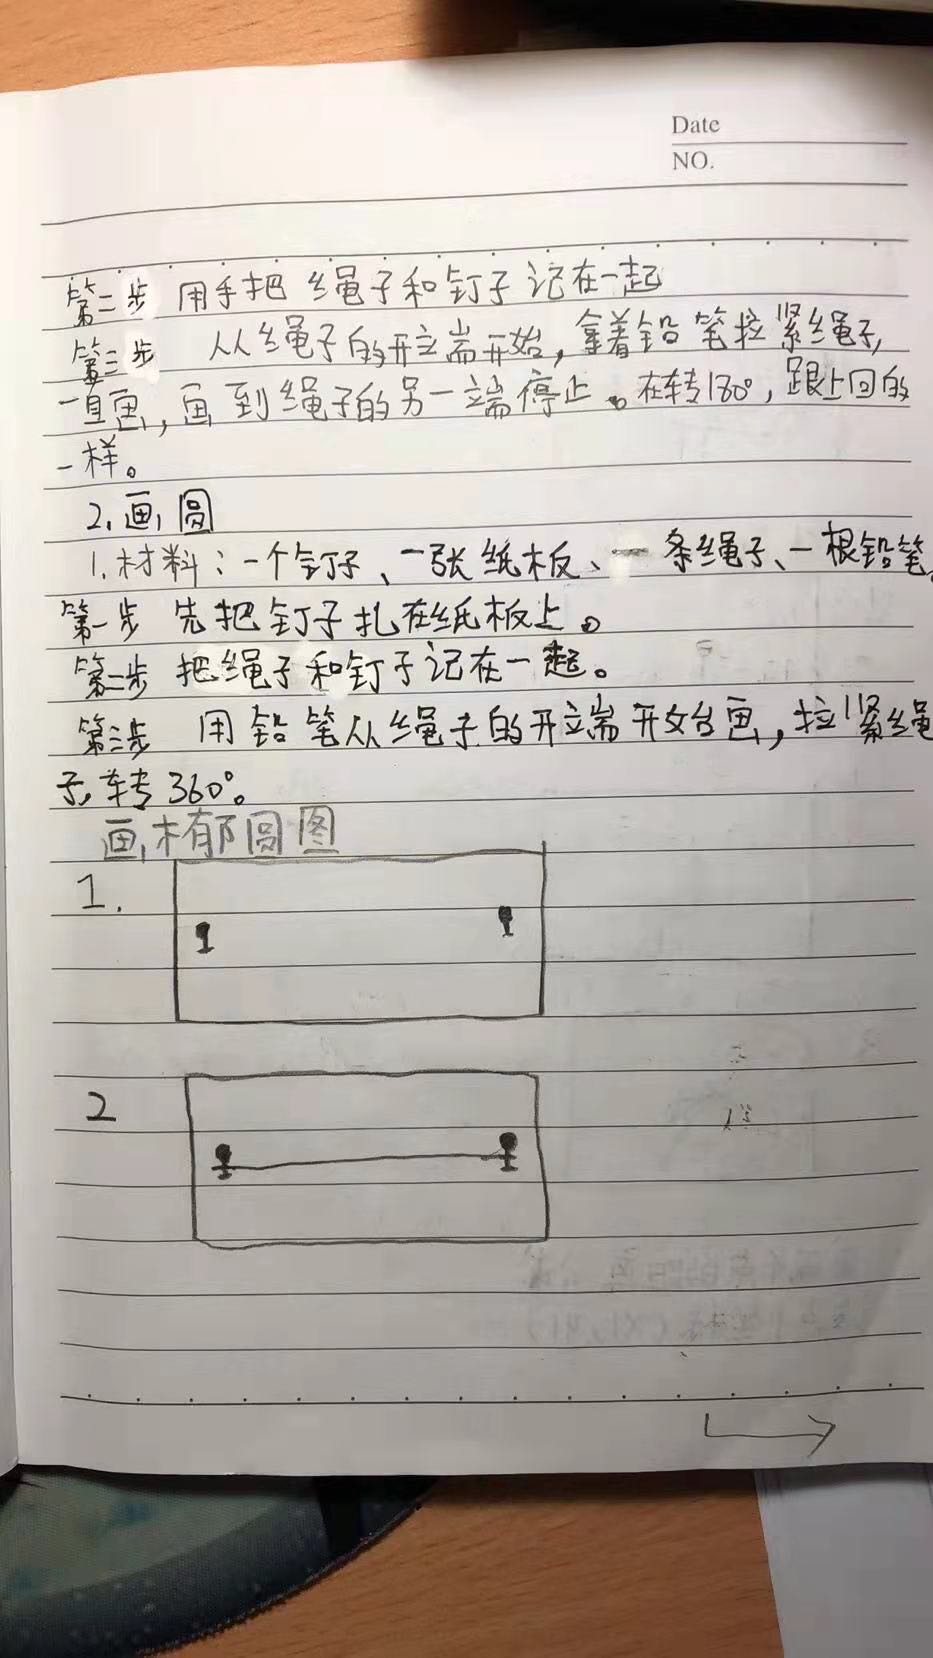 Date
NO.
第二步 用手把 绳子和钉子记在一起
第三步 从绳子的开立端开始,拿着铅笔拉紧绳子,
一直画,画到绳子的另一端停止。在转180°,跟上回的
一样。
2.画圆
1.材料:一个钉子、一张纸板、一条绳子、一根铅笔。
第一步 先把钉子扎在纸板上。
第二步 把绳子和钉子记在一起。
第三步 用铅笔从绳子的开立端开始画,拉紧绳
子,转360°。
画椭圆图
1.
2